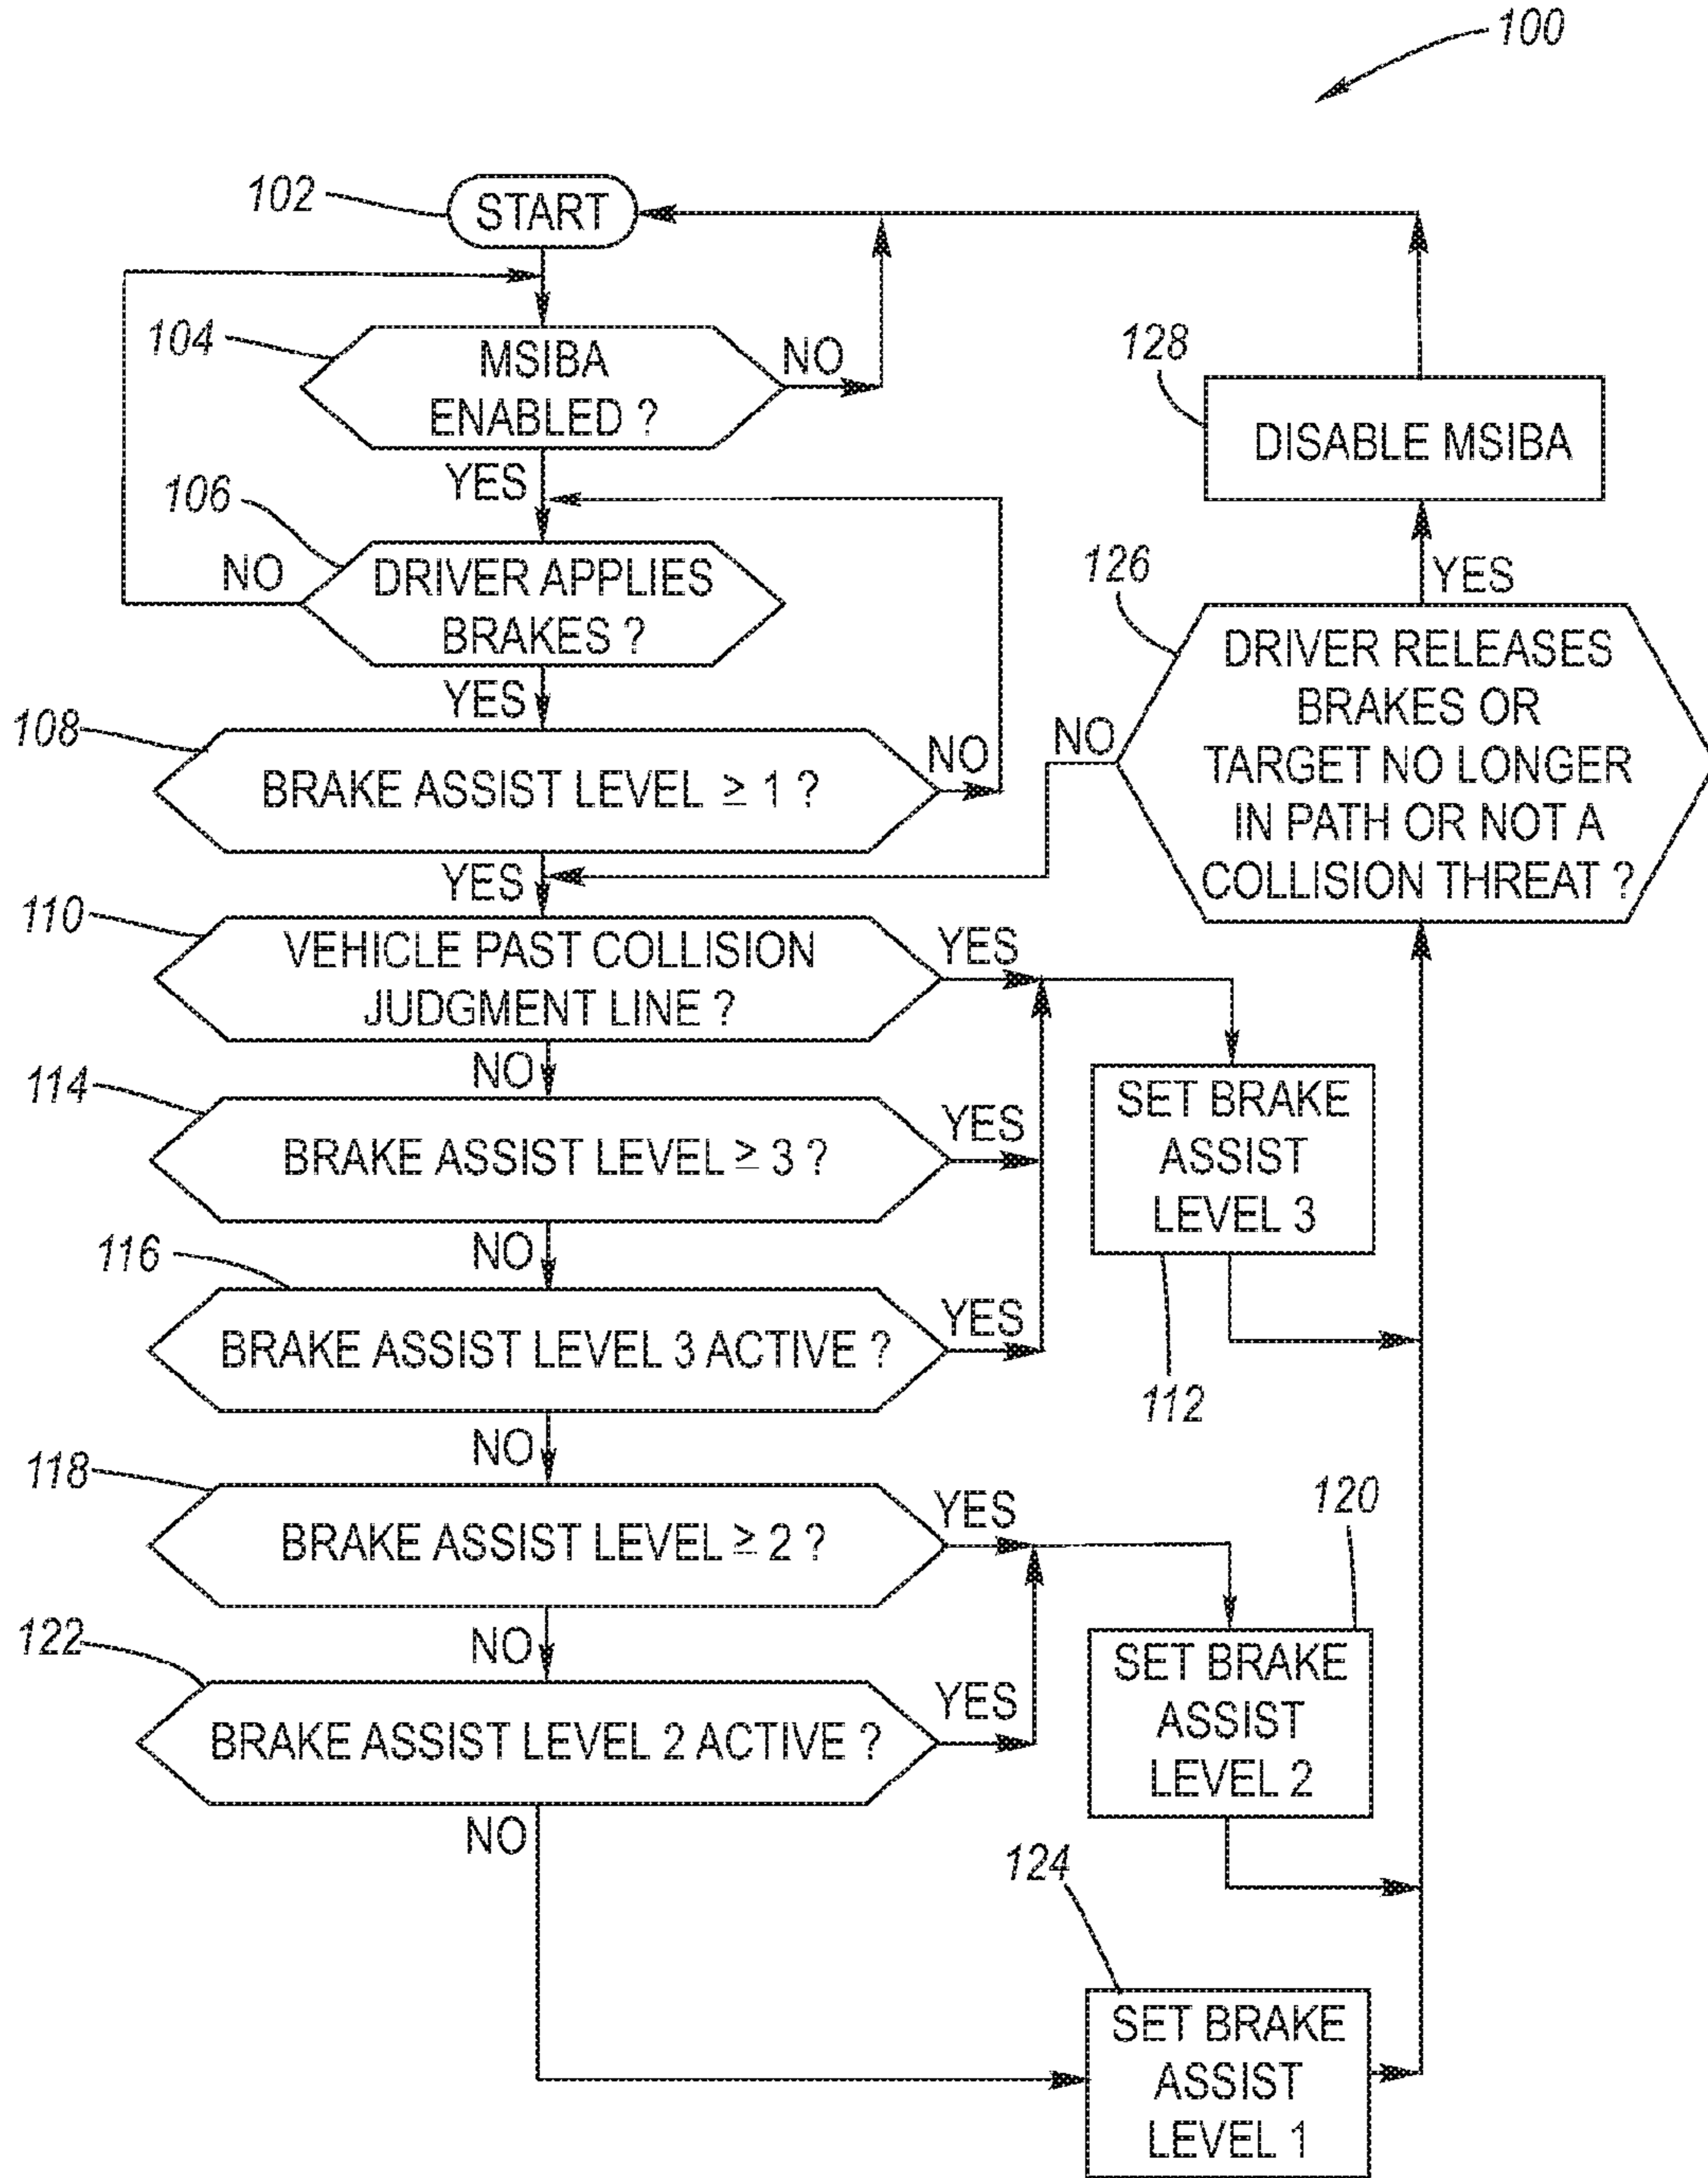 100
102
START
104
MSIBA
ENABLED ?
NO
YES
106
DRIVER APPLIES
BRAKES ?
NO
YES
108
BRAKE ASSIST LEVEL ≥ 1 ?
NO
YES
110
VEHICLE PAST COLLISION
JUDGMENT LINE ?
YES
NO
112
SET BRAKE
ASSIST
LEVEL 3
114
BRAKE ASSIST LEVEL ≥ 3 ?
YES
NO
116
BRAKE ASSIST LEVEL 3 ACTIVE ?
YES
NO
118
BRAKE ASSIST LEVEL ≥ 2 ?
YES
NO
120
SET BRAKE
ASSIST
LEVEL 2
122
BRAKE ASSIST LEVEL 2 ACTIVE ?
YES
NO
124
SET BRAKE
ASSIST
LEVEL 1
126
DRIVER RELEASES
BRAKES OR
TARGET NO LONGER
IN PATH OR NOT A
COLLISION THREAT ?
NO
YES
128
DISABLE MSIBA